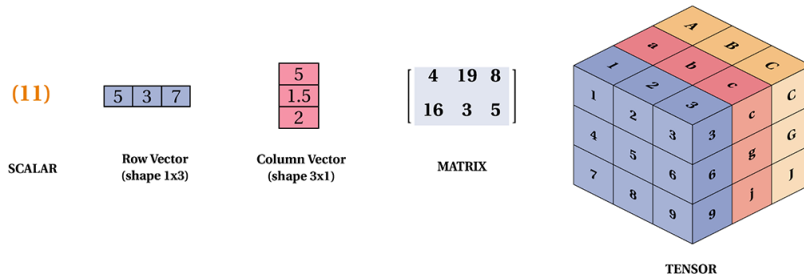 (11)
SCALAR
5 3 7
Row Vector
(shape 1x3)
5
1.5
2
Column Vector
(shape 3x1)
4 19 8
16 3 5
MATRIX
A B C
a b c
1 2 3
1 2 3
4 5 6
7 8 9
3 c C
6 g G
9 j J
TENSOR